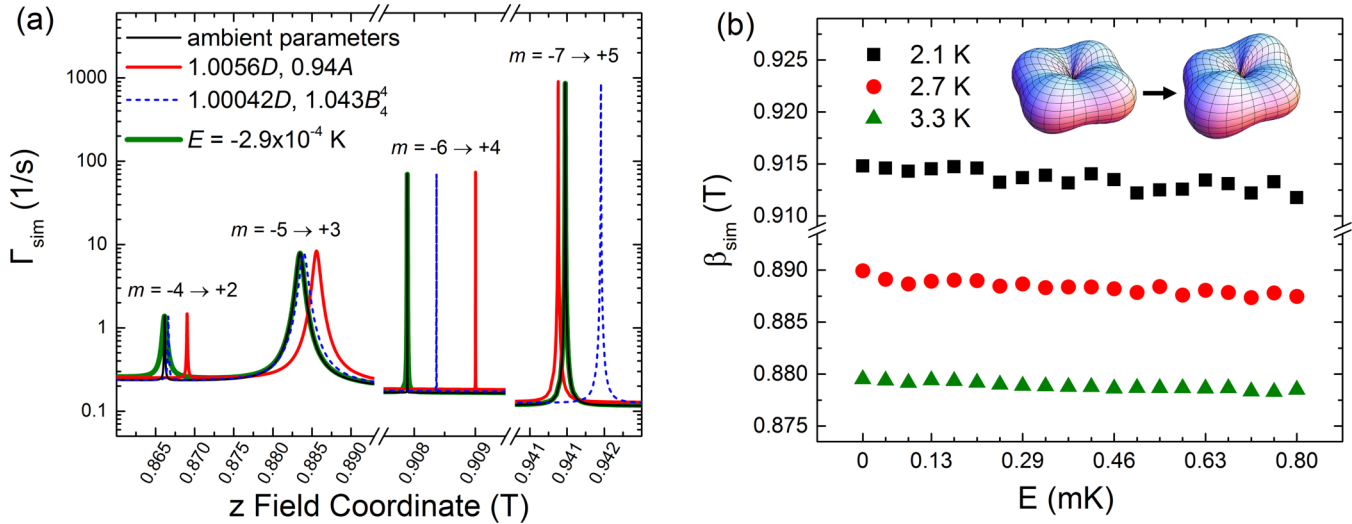 (a)
ambient parameters
1.0056D, 0.94A
1.00042D, 1.043B₄⁴
E = -2.9x10⁻⁴ K
m = -7 → +5
m = -6 → +4
m = -5 → +3
m = -4 → +2
Γsim (1/s)
1000
100
10
1
0.1
0.865
0.870
0.875
0.880
0.885
0.890
0.908
0.909
0.941
0.941
0.942
z Field Coordinate (T)
(b)
2.1 K
2.7 K
3.3 K
βsim (T)
0.925
0.920
0.915
0.910
0.890
0.885
0.880
0.875
0
0.13
0.29
0.46
0.63
0.80
E (mK)